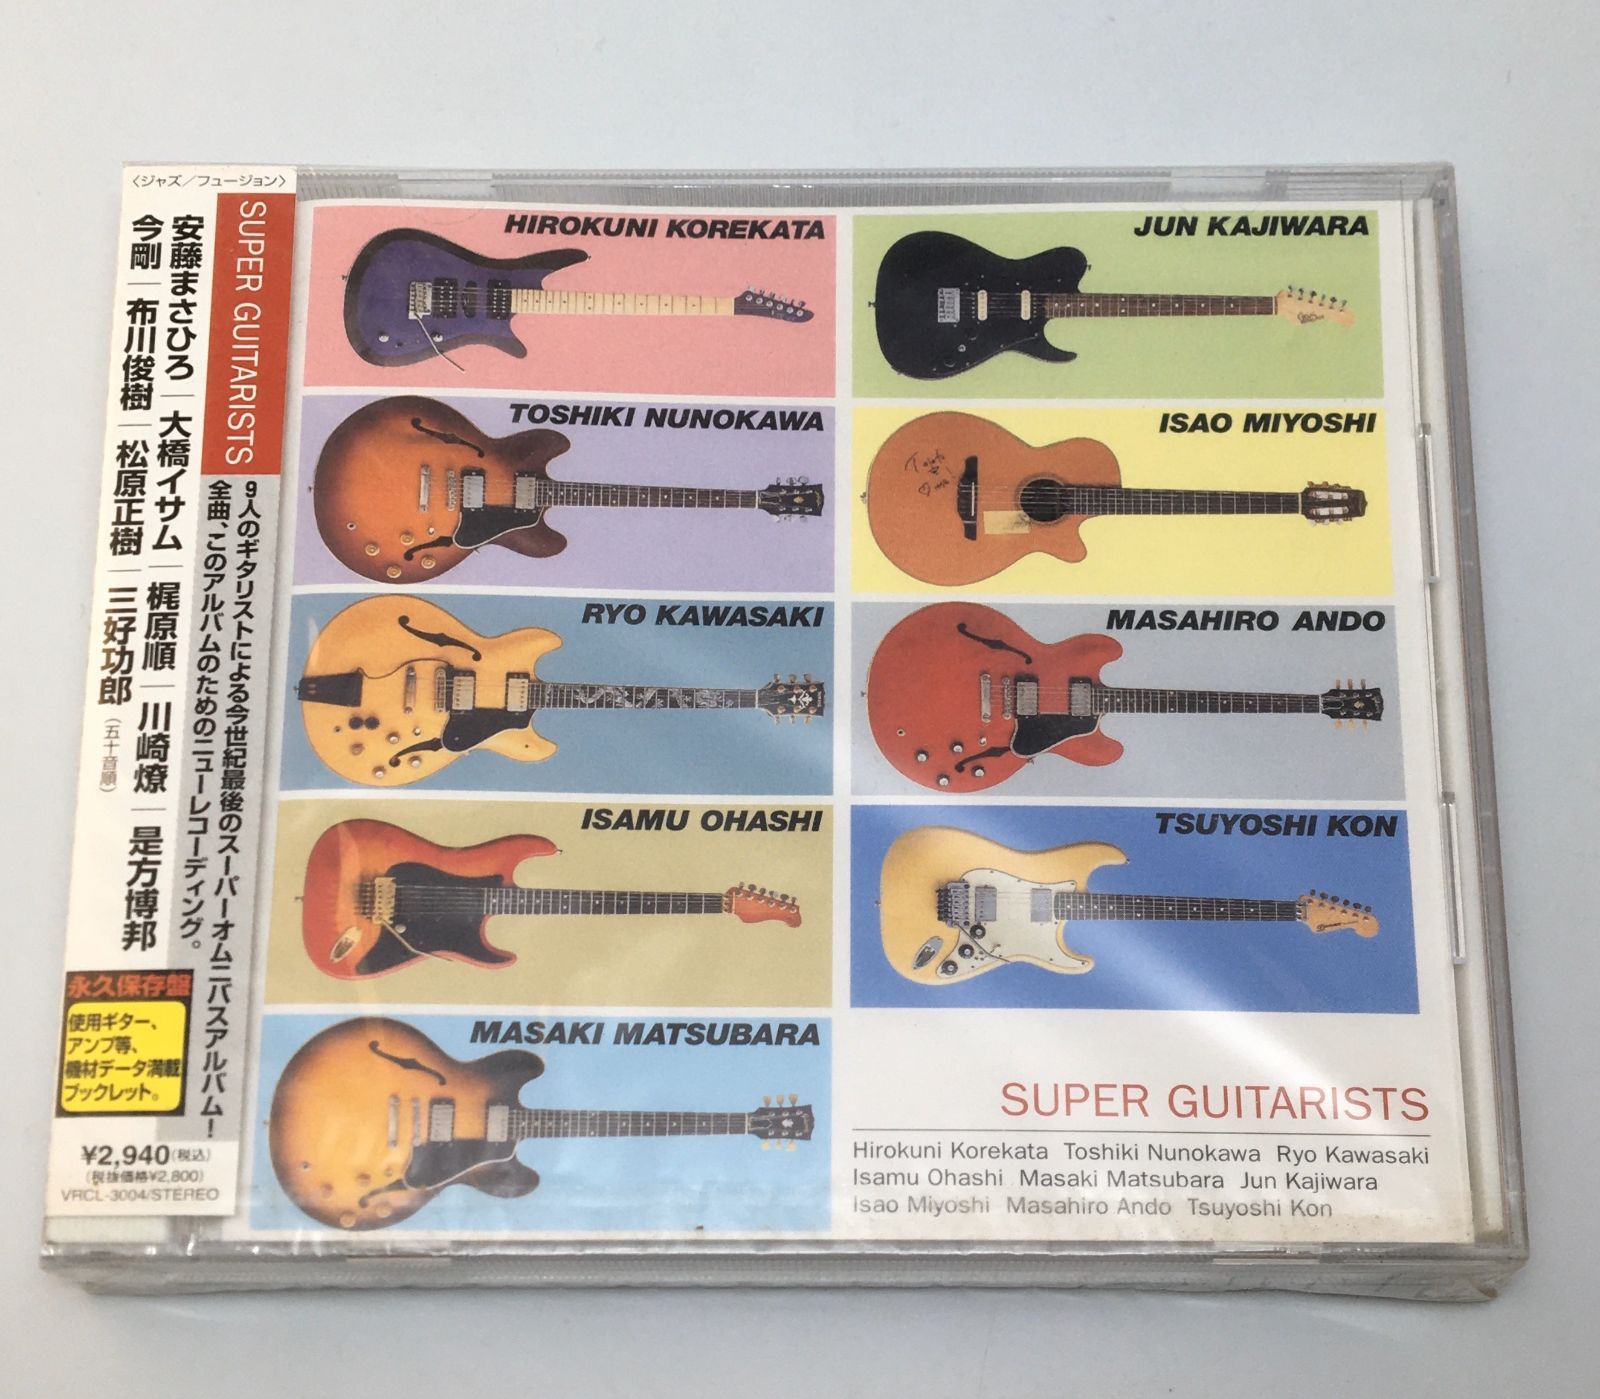 〈ジャズ／フュージョン〉
SUPER GUITARISTS
安藤まさひろ｜大橋イサム｜梶原順｜川崎燎｜是方博邦
今剛｜布川俊樹｜松原正樹｜三好功郎（五十音順）
9人のギタリストによる今世紀最後のスーパーオムニバスアルバム！
全曲、このアルバムのためのニューレコーディング。
永久保存盤
使用ギター、
アンプ等、
機材データ満載
ブックレット。
¥2,940(税込)
(税抜価格¥2,800)
VRCL-3004/STEREO
HIROKUNI KOREKATA
JUN KAJIWARA
TOSHIKI NUNOKAWA
ISAO MIYOSHI
RYO KAWASAKI
MASAHIRO ANDO
ISAMU OHASHI
TSUYOSHI KON
MASAKI MATSUBARA
SUPER GUITARISTS
Hirokuni Korekata Toshiki Nunokawa Ryo Kawasaki
Isamu Ohashi Masaki Matsubara Jun Kajiwara
Isao Miyoshi Masahiro Ando Tsuyoshi Kon